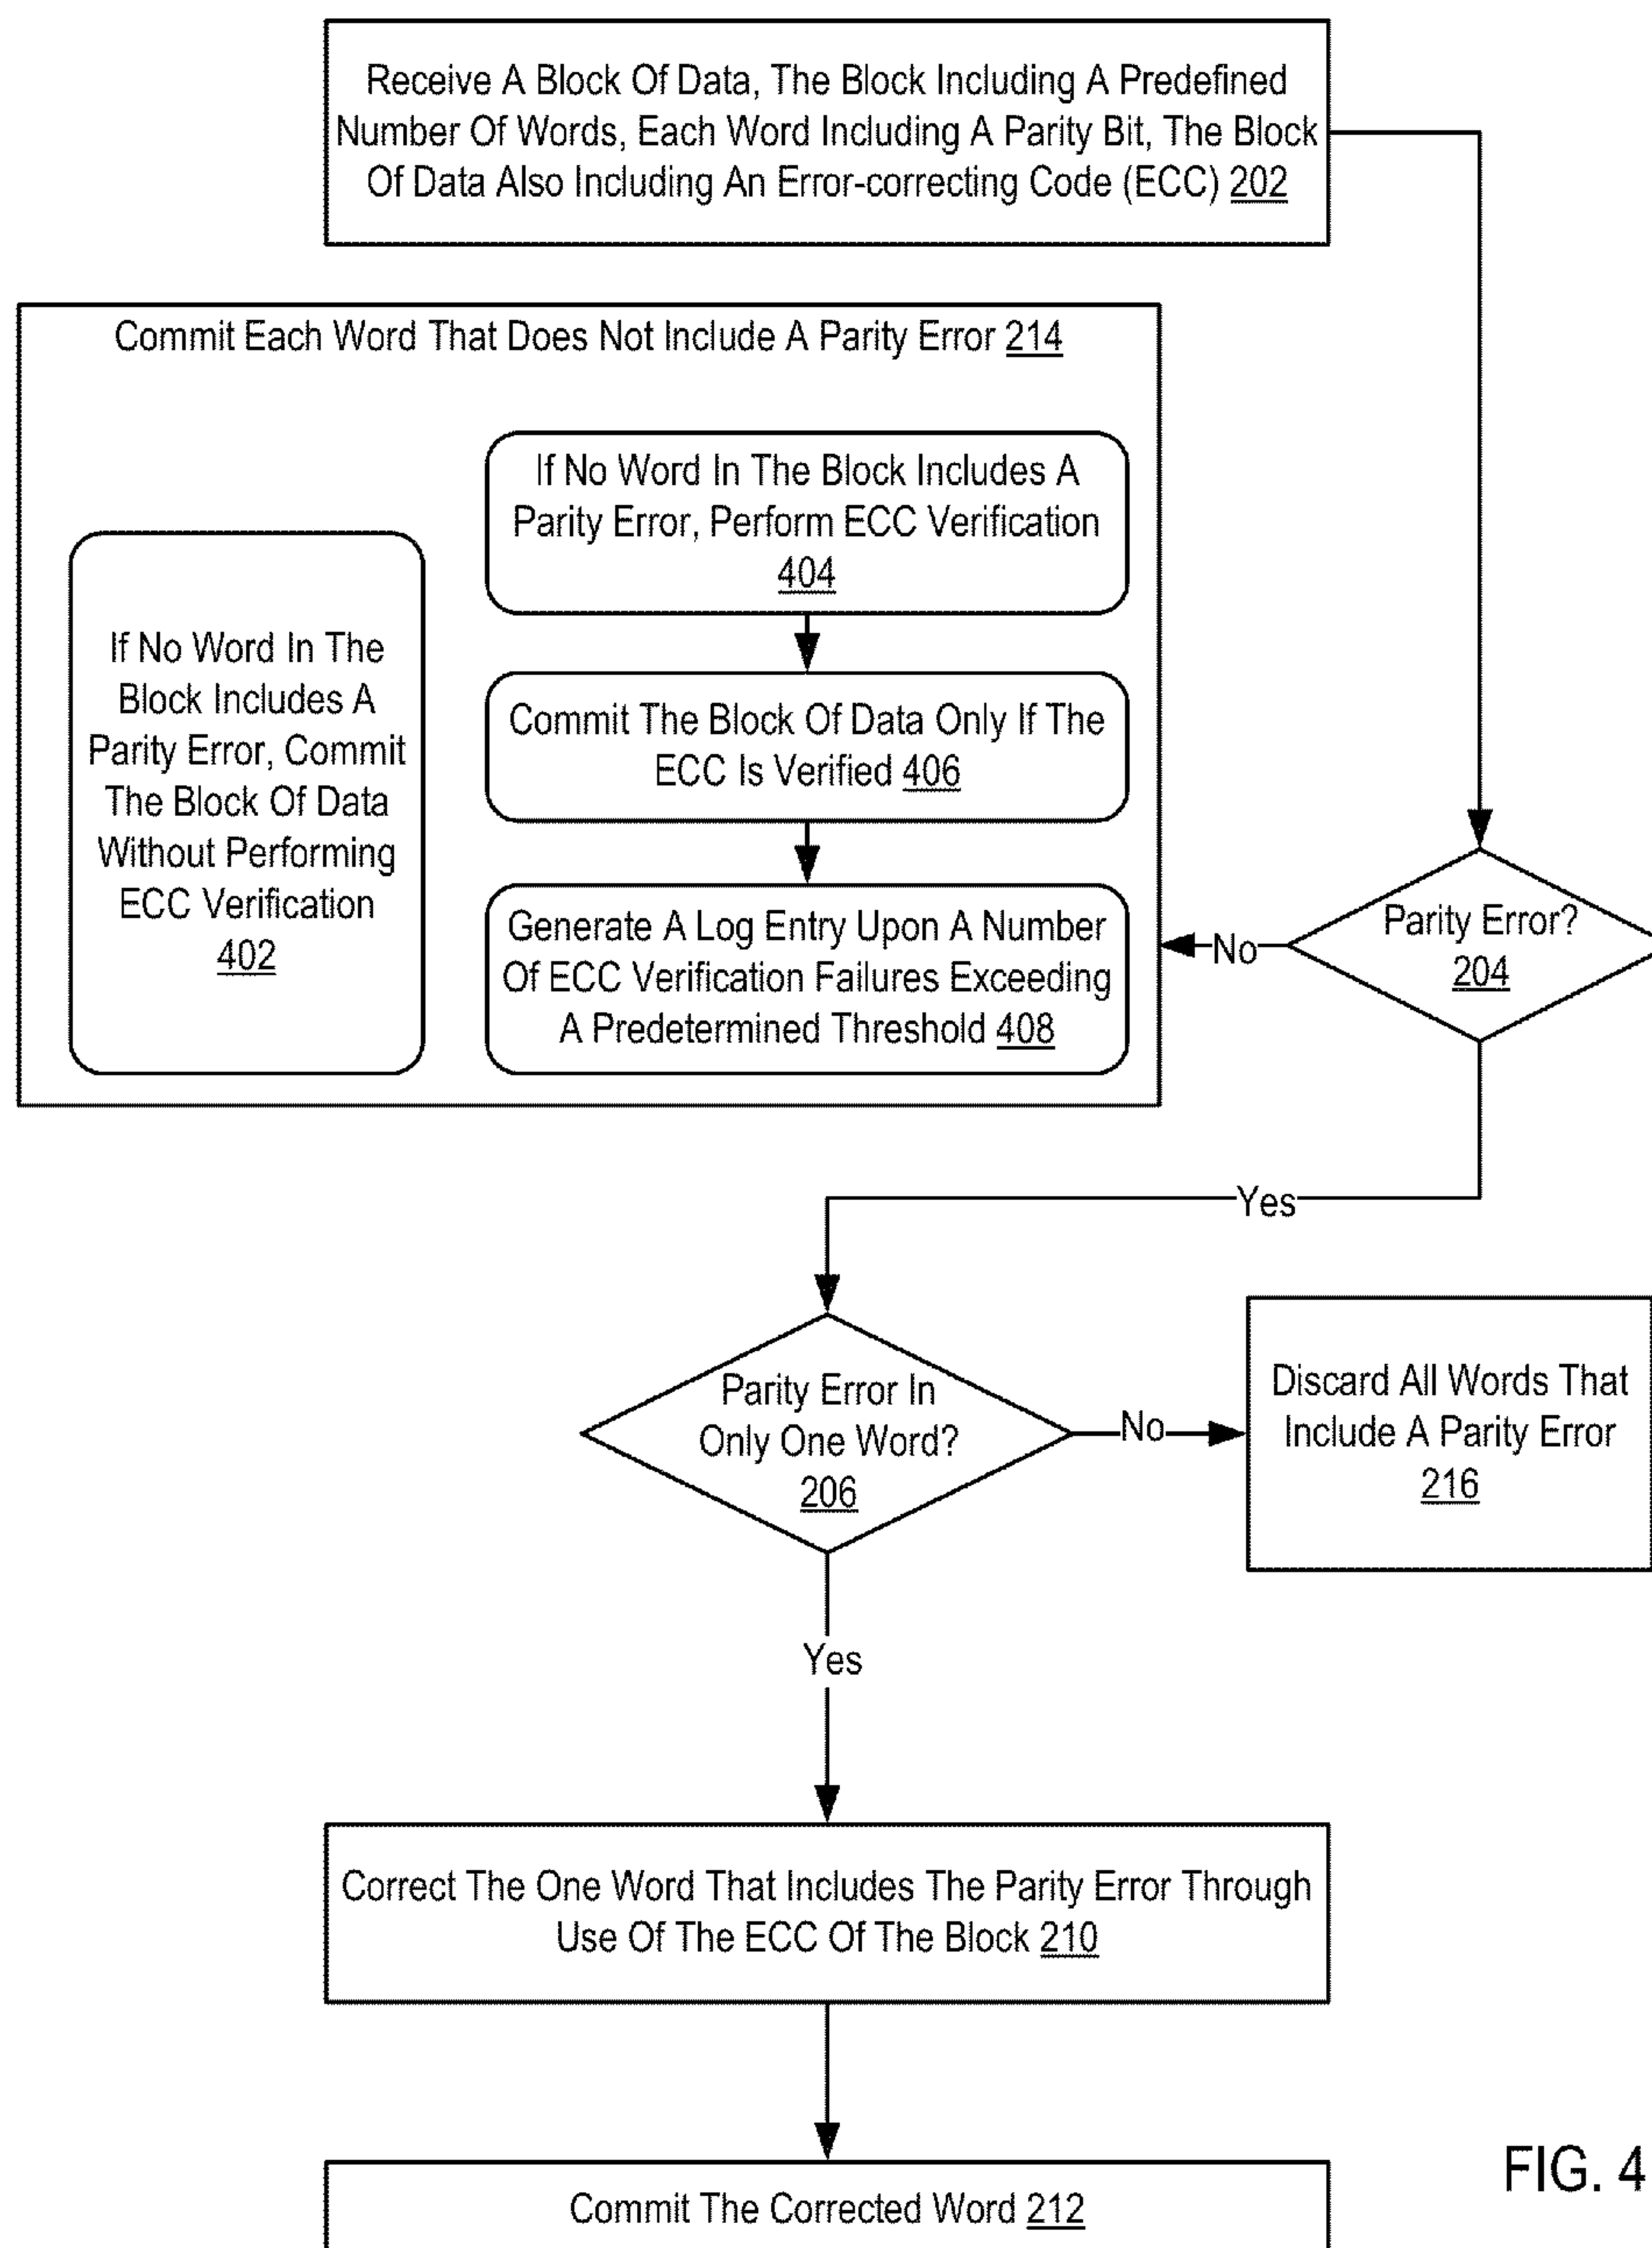 Receive A Block Of Data, The Block Including A Predefined
Number Of Words, Each Word Including A Parity Bit, The Block
Of Data Also Including An Error-correcting Code (ECC) 202
Commit Each Word That Does Not Include A Parity Error 214
If No Word In The Block Includes A
Parity Error, Perform ECC Verification
404
If No Word In The
Block Includes A
Parity Error, Commit
The Block Of Data
Without Performing
ECC Verification
402
Commit The Block Of Data Only If The
ECC Is Verified 406
Generate A Log Entry Upon A Number
Of ECC Verification Failures Exceeding
A Predetermined Threshold 408
No
Parity Error?
204
Yes
Parity Error In
Only One Word?
206
No
Discard All Words That
Include A Parity Error
216
Yes
Correct The One Word That Includes The Parity Error Through
Use Of The ECC Of The Block 210
Commit The Corrected Word 212
FIG. 4